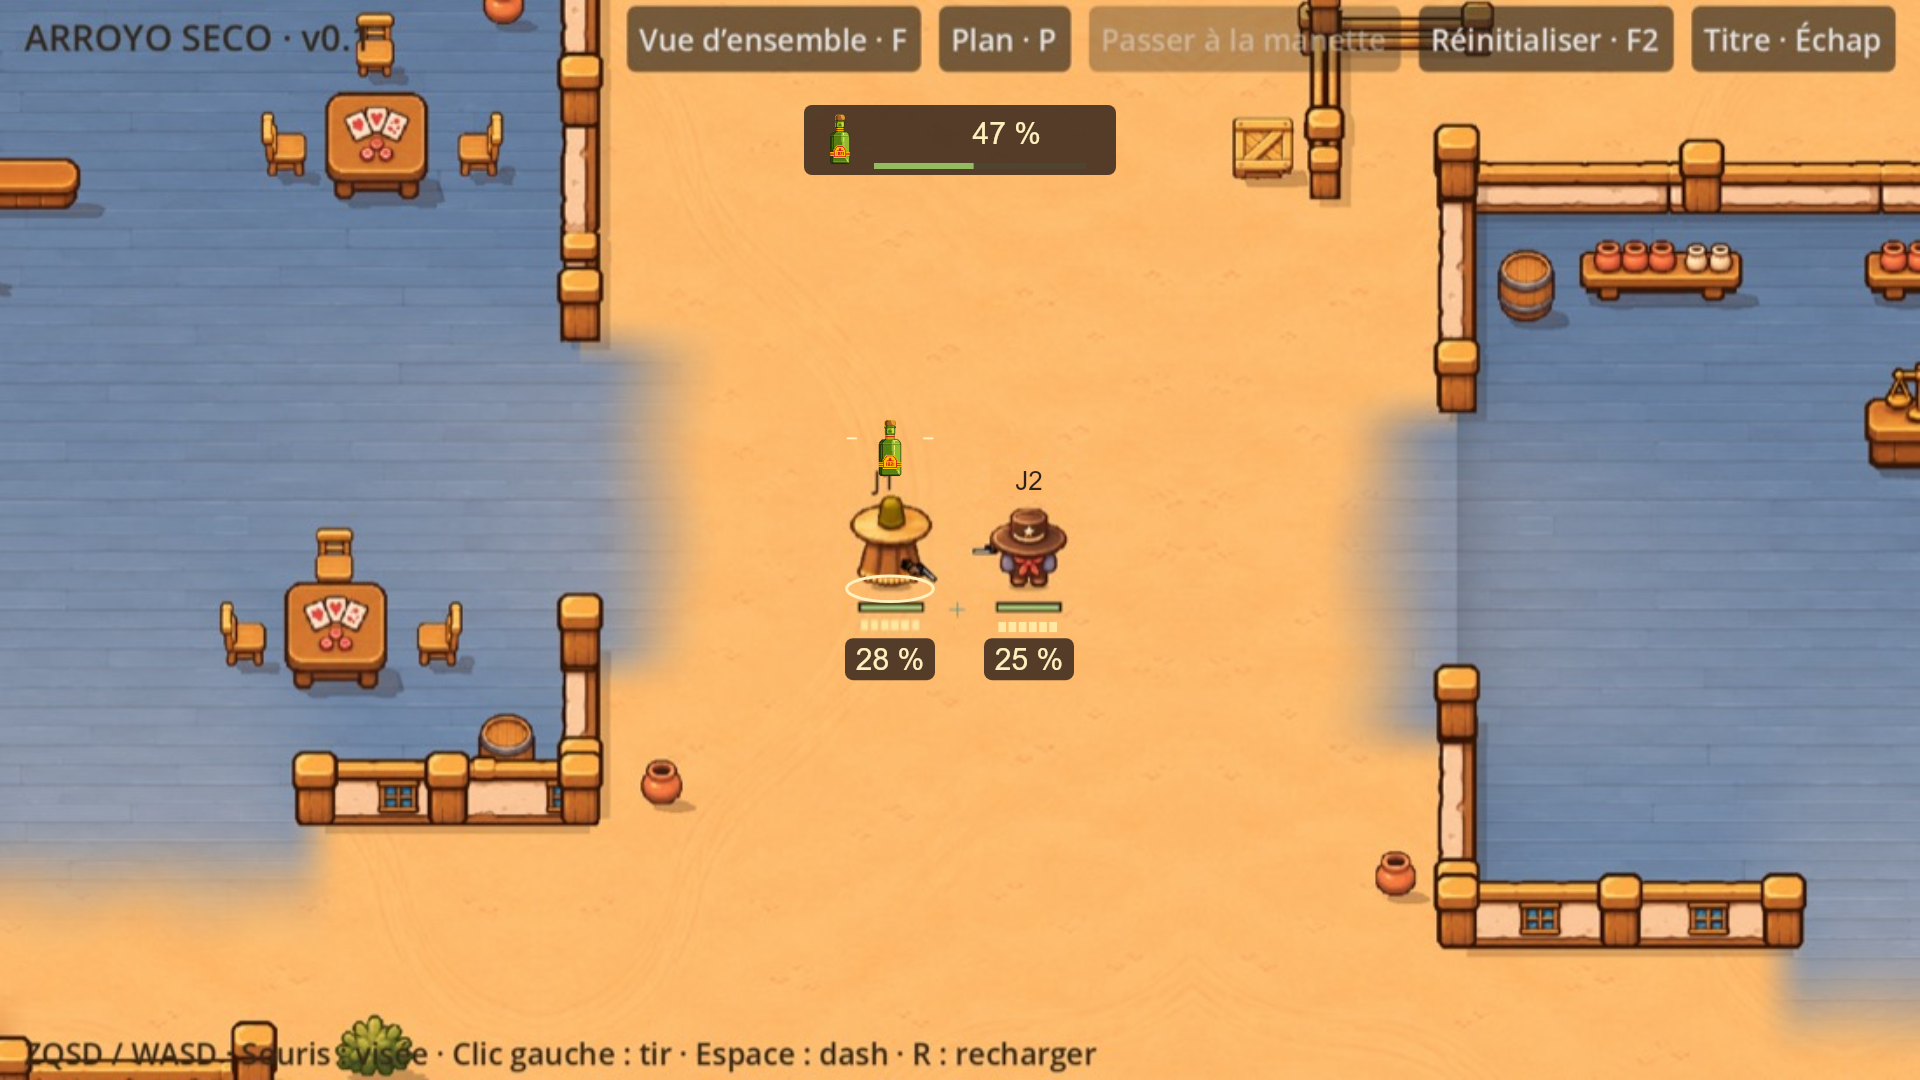 ARROYO SECO · v0.1
Vue d’ensemble · F
Plan · P
Passer à la manette
Réinitialiser · F2
Titre · Échap
47 %
J1
J2
28 %
25 %
ZQSD / WASD · Souris : visée · Clic gauche : tir · Espace : dash · R : recharger